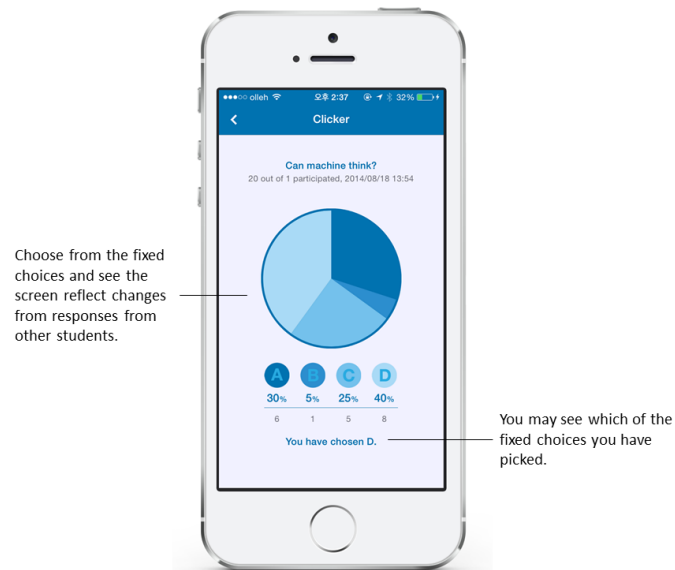 olleh 오후 2:37 32%
Clicker
Can machine think?
20 out of 1 participated, 2014/08/18 13:54
A B C D
30% 5% 25% 40%
6 1 5 8
You have chosen D.
Choose from the fixed
choices and see the
screen reflect changes
from responses from
other students.
You may see which of the
fixed choices you have
picked.